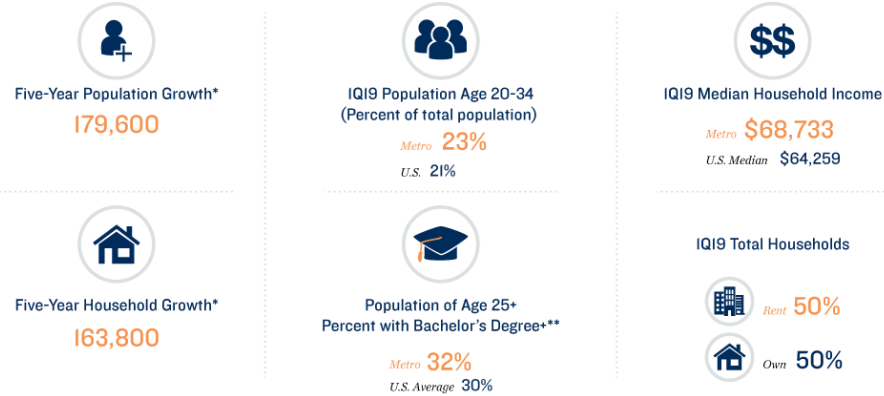 $$
Five-Year Population Growth*
179,600
1Q19 Population Age 20-34
(Percent of total population)
Metro 23%
U.S. 21%
1Q19 Median Household Income
Metro $68,733
U.S. Median $64,259
Five-Year Household Growth*
163,800
Population of Age 25+
Percent with Bachelor's Degree+**
Metro 32%
U.S. Average 30%
1Q19 Total Households
Rent 50%
Own 50%